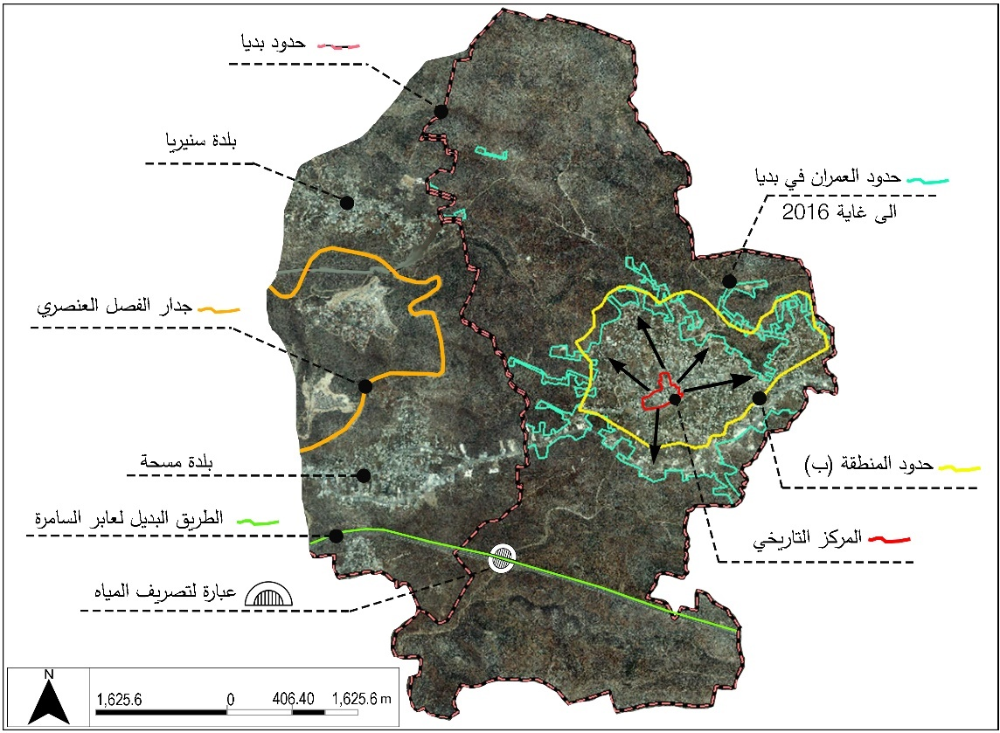 حدود بديا
بلدة سنيريا
حدود العمران في بديا
الى غاية 2016
جدار الفصل العنصري
بلدة مسحة
حدود المنطقة (ب)
الطريق البديل لعابر السامرة
المركز التاريخي
عبارة لتصريف المياه
N
1,625.6 0 406.40 1,625.6 m